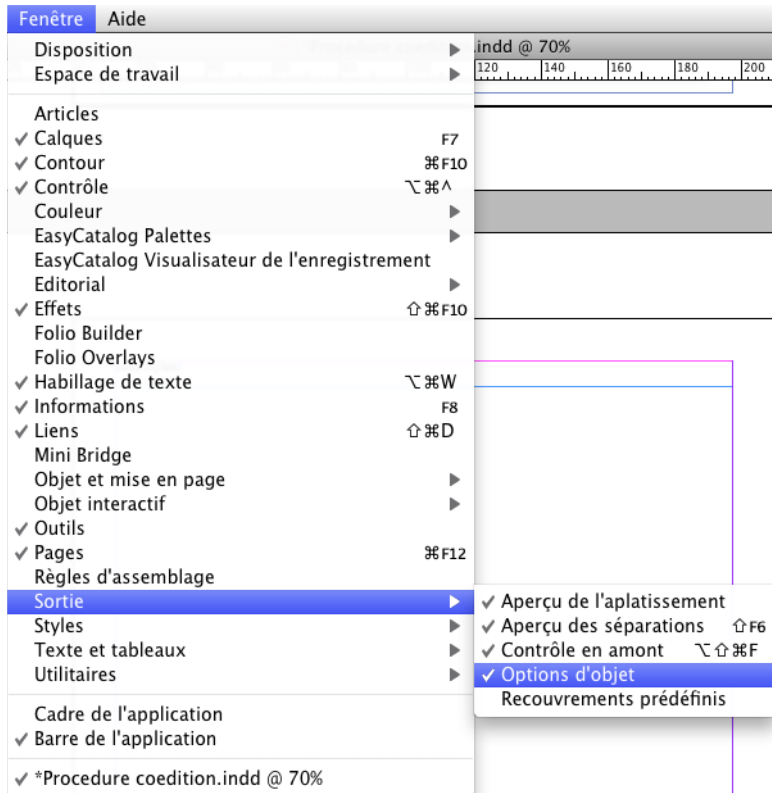 Fenêtre Aide
.indd @ 70%
120 140 160 180 200
Disposition
Espace de travail
Articles
✓ Calques F7
✓ Contour ⌘F10
✓ Contrôle ⌥⌘^
Couleur
EasyCatalog Palettes
EasyCatalog Visualisateur de l'enregistrement
Editorial
✓ Effets ⇧⌘F10
Folio Builder
Folio Overlays
✓ Habillage de texte ⌥⌘W
✓ Informations F8
✓ Liens ⇧⌘D
Mini Bridge
Objet et mise en page
Objet interactif
✓ Outils
✓ Pages ⌘F12
Règles d'assemblage
Sortie
Styles
Texte et tableaux
Utilitaires
Cadre de l'application
✓ Barre de l'application
✓ *Procedure coedition.indd @ 70%
✓ Aperçu de l'aplatissement
✓ Aperçu des séparations ⇧F6
✓ Contrôle en amont ⌥⇧⌘F
✓ Options d'objet
Recouvrements prédéfinis